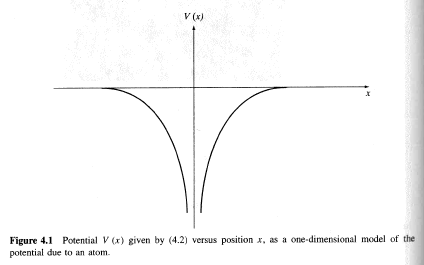 V (x)
x
Figure 4.1 Potential V (x) given by (4.2) versus position x, as a one-dimensional model of the
potential due to an atom.